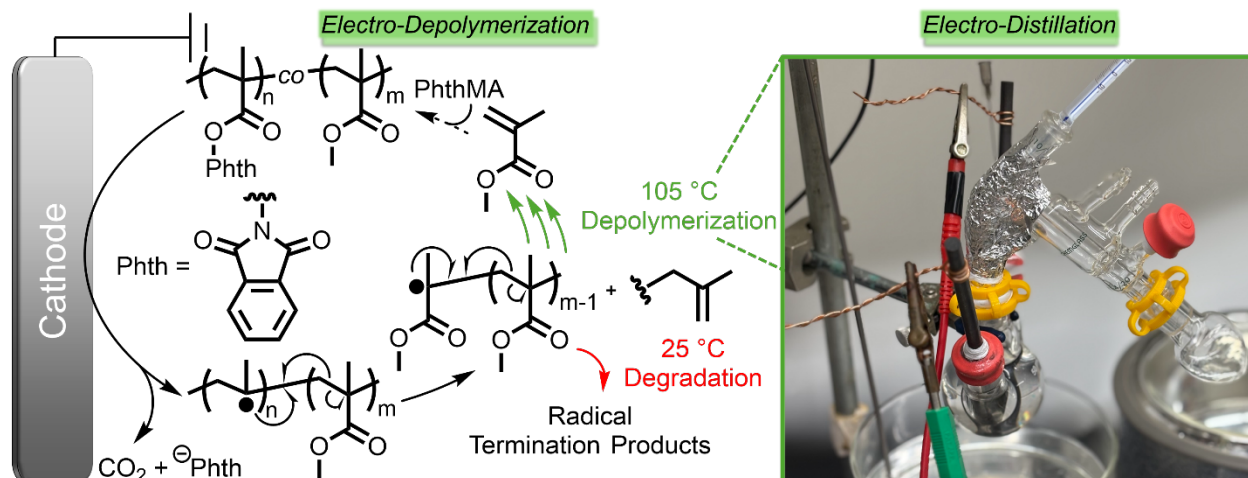 Electro-Depolymerization
Electro-Distillation
Cathode
n
co
m
O
O
O
O
Phth
PhthMA
O
O
105 °C
Depolymerization
Phth =
N
O
O
m-1
+
O
O
O
O
25 °C
Degradation
n
m
O
O
Radical
Termination Products
CO2 + ⊖Phth